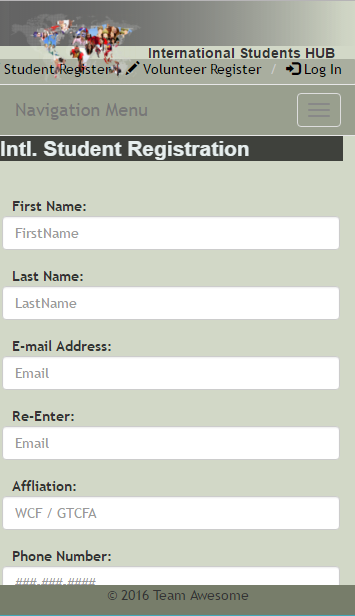 International Students HUB
Student Register / Volunteer Register / Log In
Navigation Menu
Intl. Student Registration
First Name:
FirstName
Last Name:
LastName
E-mail Address:
Email
Re-Enter:
Email
Affliation:
WCF / GTCFA
Phone Number:
###.###.####
© 2016 Team Awesome